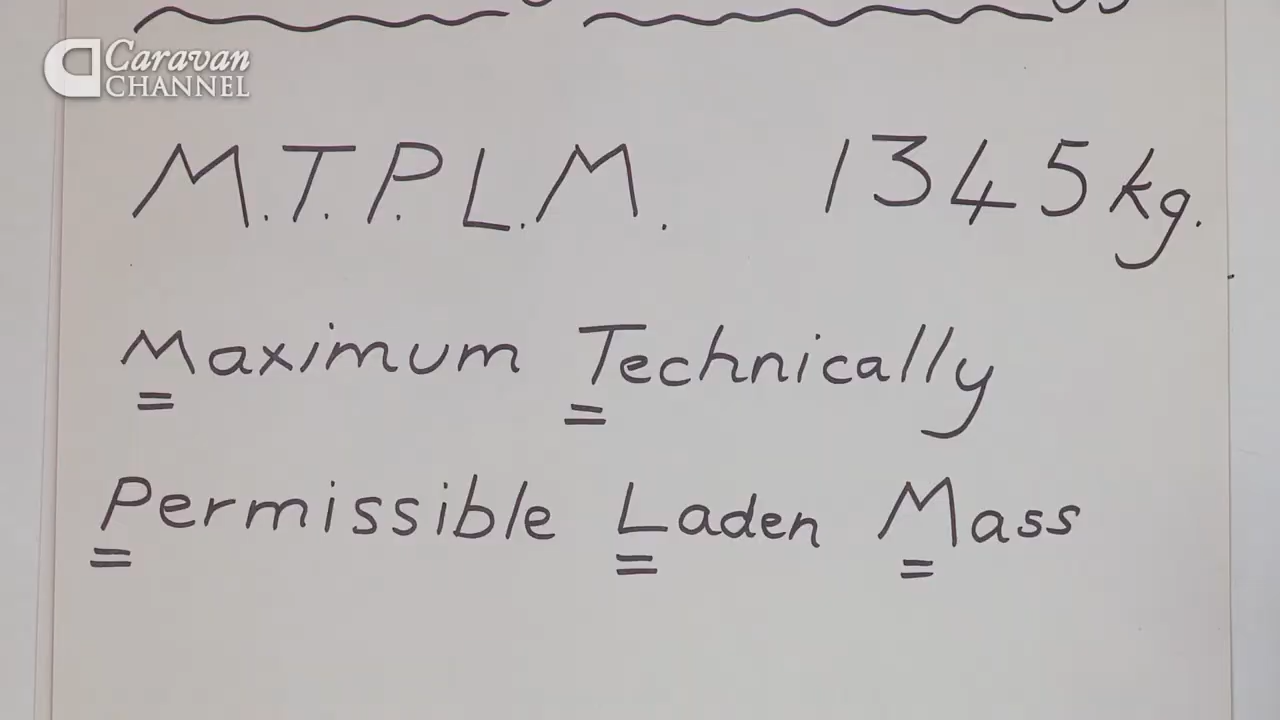 Caravan
CHANNEL
M.T.P.L.M. 1345kg.
Maximum Technically
Permissible Laden Mass